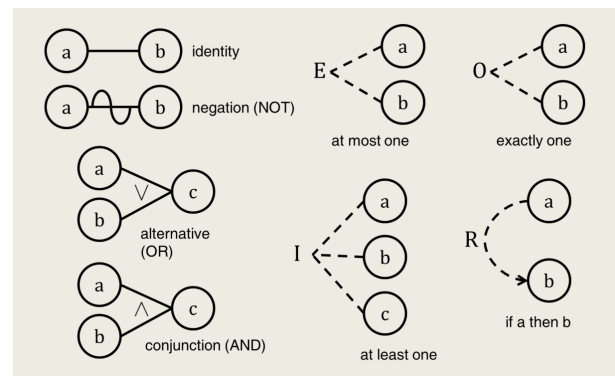 a b identity
a b negation (NOT)
a
b
∨
c
alternative
(OR)
a
b
∧
c
conjunction (AND)
E
a
b
at most one
O
a
b
exactly one
I
a
b
c
at least one
R
a
b
if a then b